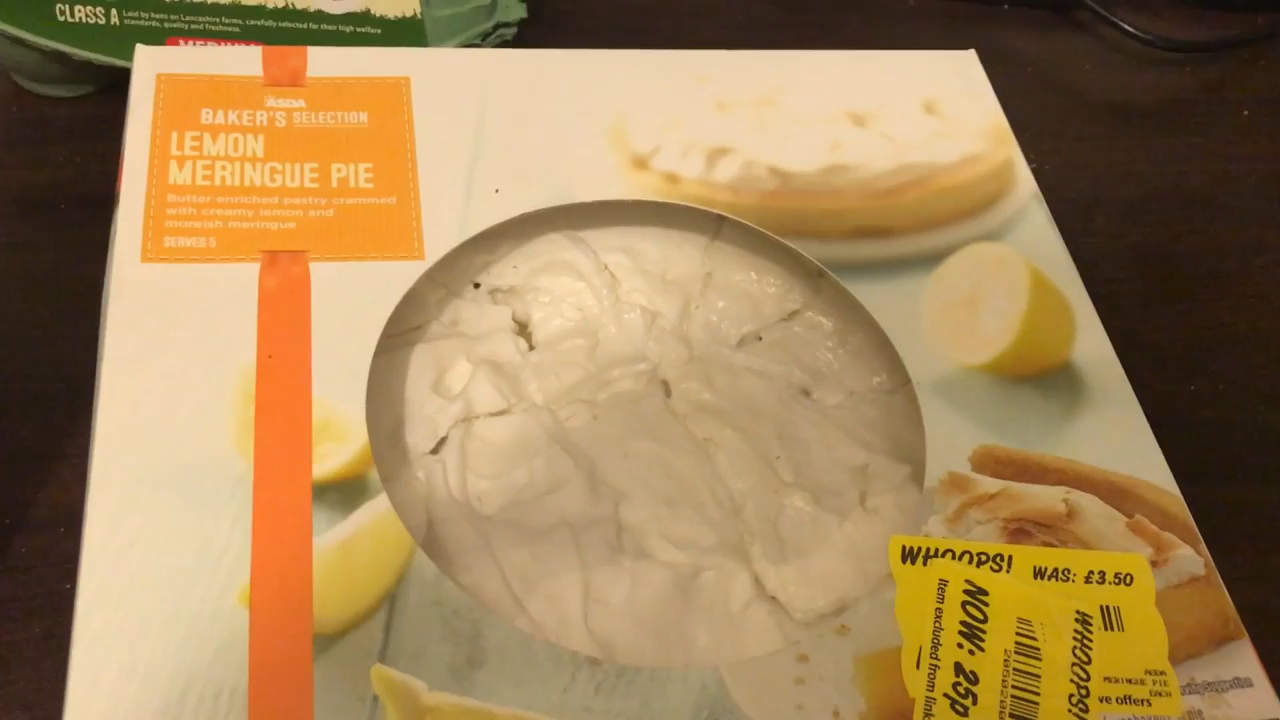 CLASS A
Laid by hens on Lancashire farms, carefully selected for their high welfare
standards, quality and freshness.
MEDIUM
ASDA
BAKER'S SELECTION
LEMON
MERINGUE PIE
Butter enriched pastry crammed
with creamy lemon and
moreish meringue
SERVES 5
WHOOPS! WAS: £3.50
NOW: 25p
Item excluded from link
WHOOPS!
ASDA
MERINGUE PIE
EACH
ve offers